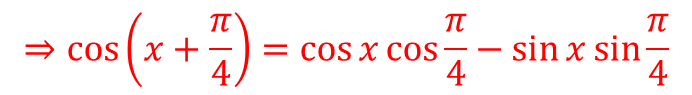 ⇒ cos(x + π/4) = cos x cos π/4 − sin x sin π/4